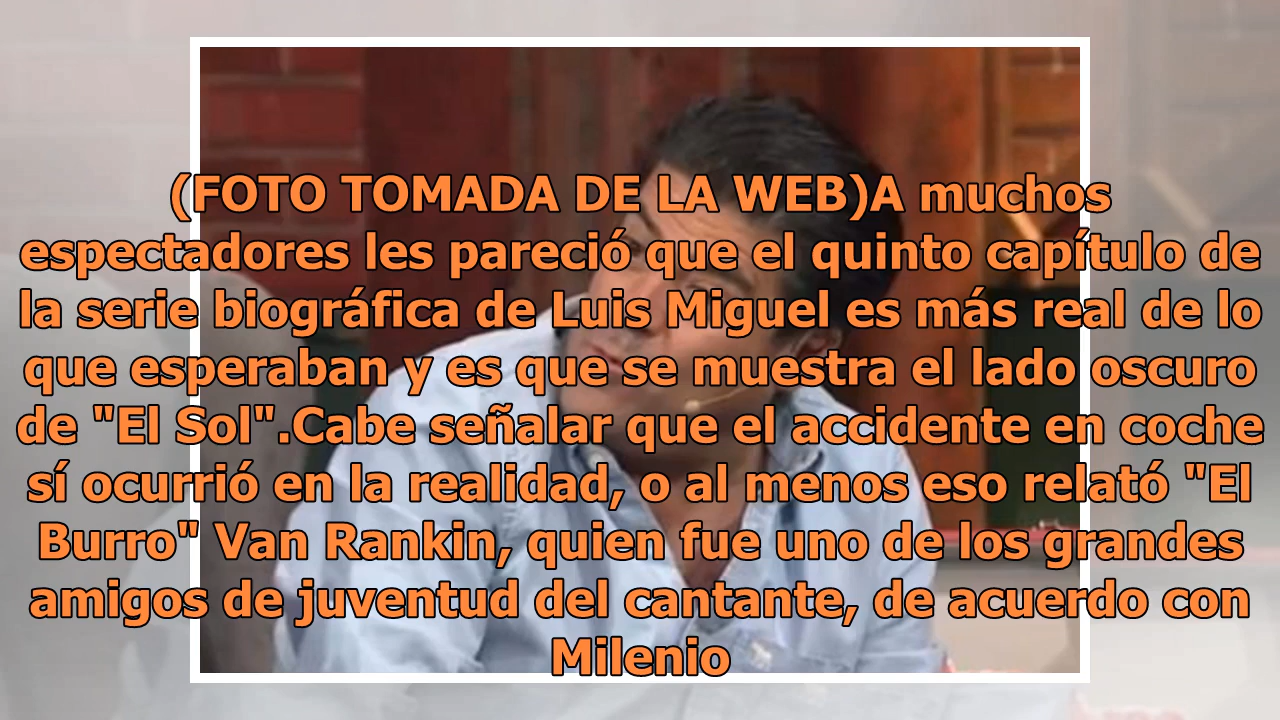 (FOTO TOMADA DE LA WEB)A muchos
espectadores les pareció que el quinto capítulo de
la serie biográfica de Luis Miguel es más real de lo
que esperaban y es que se muestra el lado oscuro
de "El Sol".Cabe señalar que el accidente en coche
sí ocurrió en la realidad, o al menos eso relató "El
Burro" Van Rankin, quien fue uno de los grandes
amigos de juventud del cantante, de acuerdo con
Milenio